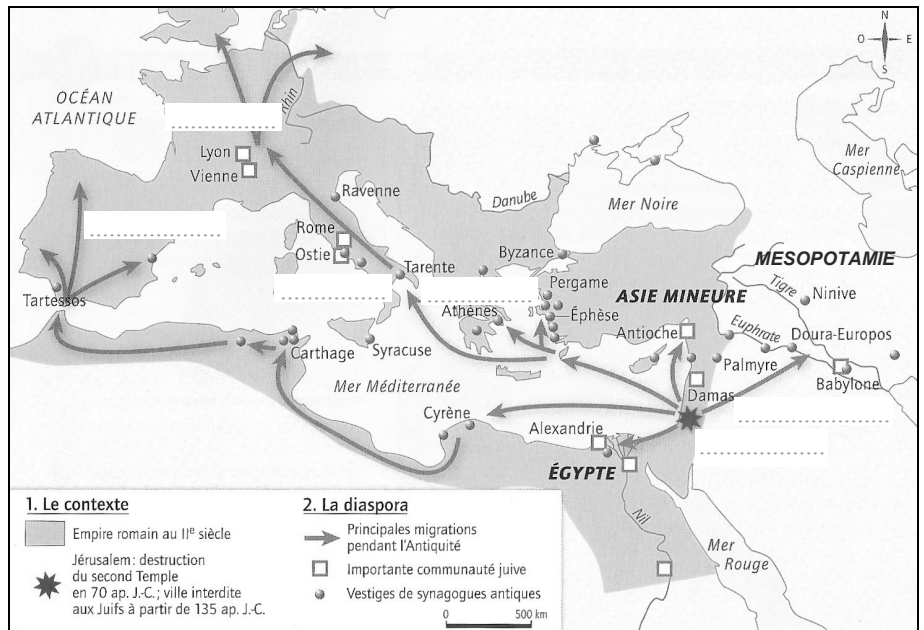 N
O
E
S
OCÉAN
ATLANTIQUE
Rhin
....................
Lyon
Vienne
Ravenne
Danube
Mer Noire
Mer
Caspienne
....................
Rome
Ostie
Tarente
Byzance
MESOPOTAMIE
Tartessos
....................
....................
Pergame
Athènes
Éphèse
ASIE MINEURE
Tigre
Ninive
Antioche
Euphrate
Doura-Europos
Carthage
Syracuse
Palmyre
Babylone
Mer Méditerranée
Damas
Cyrène
....................
Alexandrie
....................
ÉGYPTE
Nil
Mer
Rouge
1. Le contexte
Empire romain au IIe siècle
Jérusalem : destruction
du second Temple
en 70 ap. J.-C. ; ville interdite
aux Juifs à partir de 135 ap. J.-C.
2. La diaspora
Principales migrations
pendant l'Antiquité
Importante communauté juive
Vestiges de synagogues antiques
0 500 km